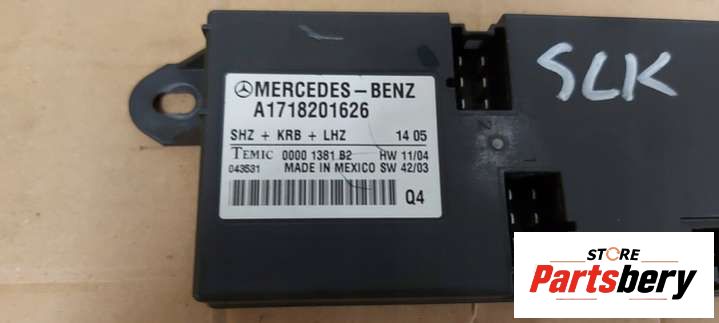 MERCEDES-BENZ
A1718201626
SHZ + KRB + LHZ 14 05
TEMIC 0000 1381 B2 HW 11/04
043531 MADE IN MEXICO SW 42/03
Q4
SLK
STORE
Partsbery